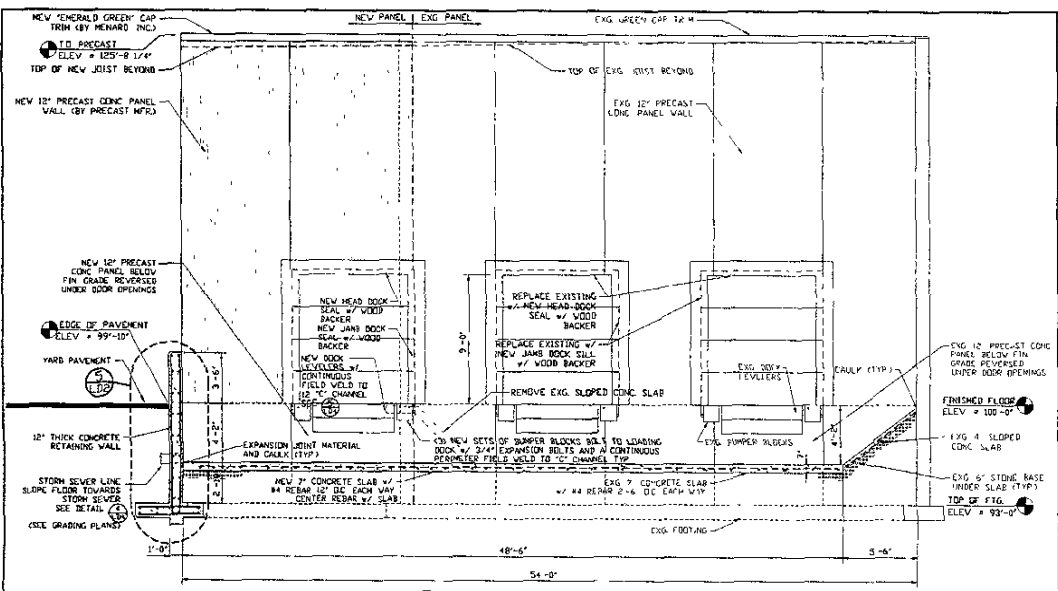 NEW "EMERALD GREEN" CAP
TRIM (BY MENARD INC.)
NEW PANEL
EXG PANEL
EXG. GREEN CAP
TO PRECAST
ELEV = 125'-8 1/4"
TOP OF NEW JOIST BEYOND
TOP OF EXG JOIST BEYOND
NEW 12" PRECAST CONC PANEL
WALL (BY PRECAST MFR.)
EXG 12" PRECAST
CONC PANEL WALL
NEW 12" PRECAST
CONC PANEL BELOW
FIN GRADE REVERSED
UNDER DOOR OPENINGS
EDGE OF PAVEMENT
ELEV = 99'-10"
YARD PAVEMENT
5
LD2
12" THICK CONCRETE
RETAINING WALL
STORM SEWER LINE
SLOPE FLOOR TOWARDS
STORM SEWER
SEE DETAIL
(SEE GRADING PLANS)
3'-6"
4'-2"
EXPANSION JOINT MATERIAL
AND CAULK (TYP)
NEW HEAD DOCK
SEAL w/ WOOD
BACKER
NEW JAMB DOCK
SEAL w/ WOOD
BACKER
NEW DOCK
LEVELERS w/
CONTINUOUS
FIELD WELD TO
12 "C" CHANNEL
SEE
9'-0"
REPLACE EXISTING
w/ NEW HEAD DOCK
SEAL w/ WOOD
BACKER
REPLACE EXISTING w/
NEW JAMB DOCK SILL
w/ WOOD BACKER
REMOVE EXG. SLOPED CONC SLAB
EXG DOCK
LEVELERS
EXG BUMPER BLOCKS
(3) NEW SETS OF BUMPER BLOCKS BOLT TO LOADING
DOCK w/ 3/4" EXPANSION BOLTS AND A CONTINUOUS
PERIMETER FIELD WELD TO "C" CHANNEL TYP
NEW 7" CONCRETE SLAB w/
#4 REBAR 12" OC EACH WAY
CENTER REBAR w/ SLAB
EXG 7 CONCRETE SLAB
w/ #4 REBAR 2-6 OC EACH WAY
4'-2"
7"
CAULK (TYP)
EXG 12 PRECAST CONC
PANEL BELOW FIN
GRADE REVERSED
UNDER DOOR OPENINGS
FINISHED FLOOR
ELEV = 100'-0"
EXG 4 SLOPED
CONC SLAB
EXG 6" STONE BASE
UNDER SLAB (TYP)
TOP OF FTG.
ELEV = 93'-0"
EXG FOOTING
1'-0"
48'-6"
5-6"
54-0"